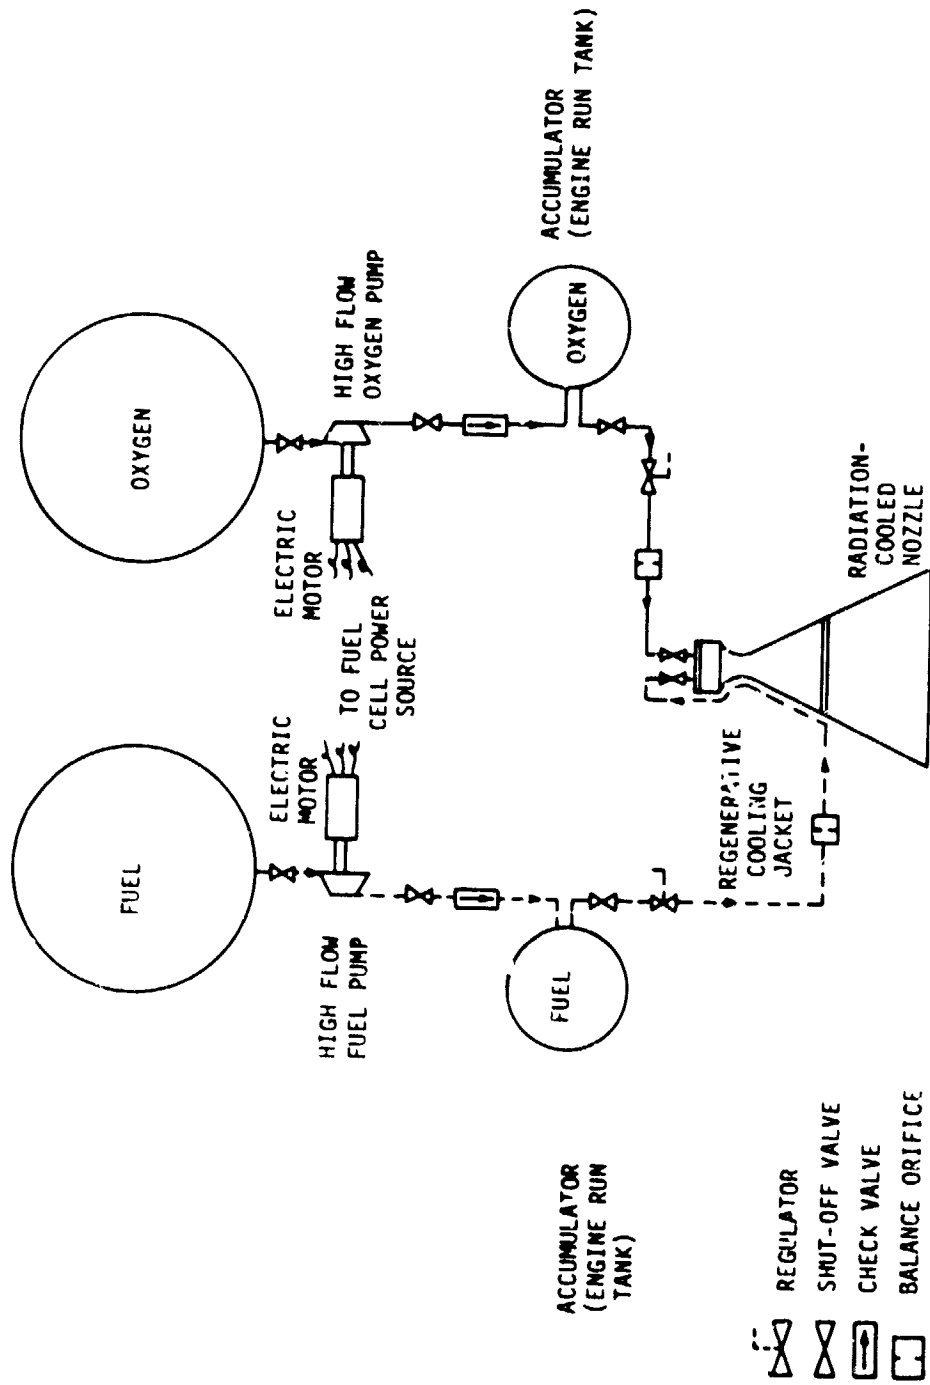 FUEL
OXYGEN
ELECTRIC
MOTOR
ELECTRIC
MOTOR
TO FUEL
CELL POWER
SOURCE
HIGH FLOW
FUEL PUMP
HIGH FLOW
OXYGEN PUMP
ACCUMULATOR
(ENGINE RUN
TANK)
FUEL
OXYGEN
ACCUMULATOR
(ENGINE RUN TANK)
REGENERATIVE
COOLING
JACKET
RADIATION-
COOLED
NOZZLE
REGULATOR
SHUT-OFF VALVE
CHECK VALVE
BALANCE ORIFICE